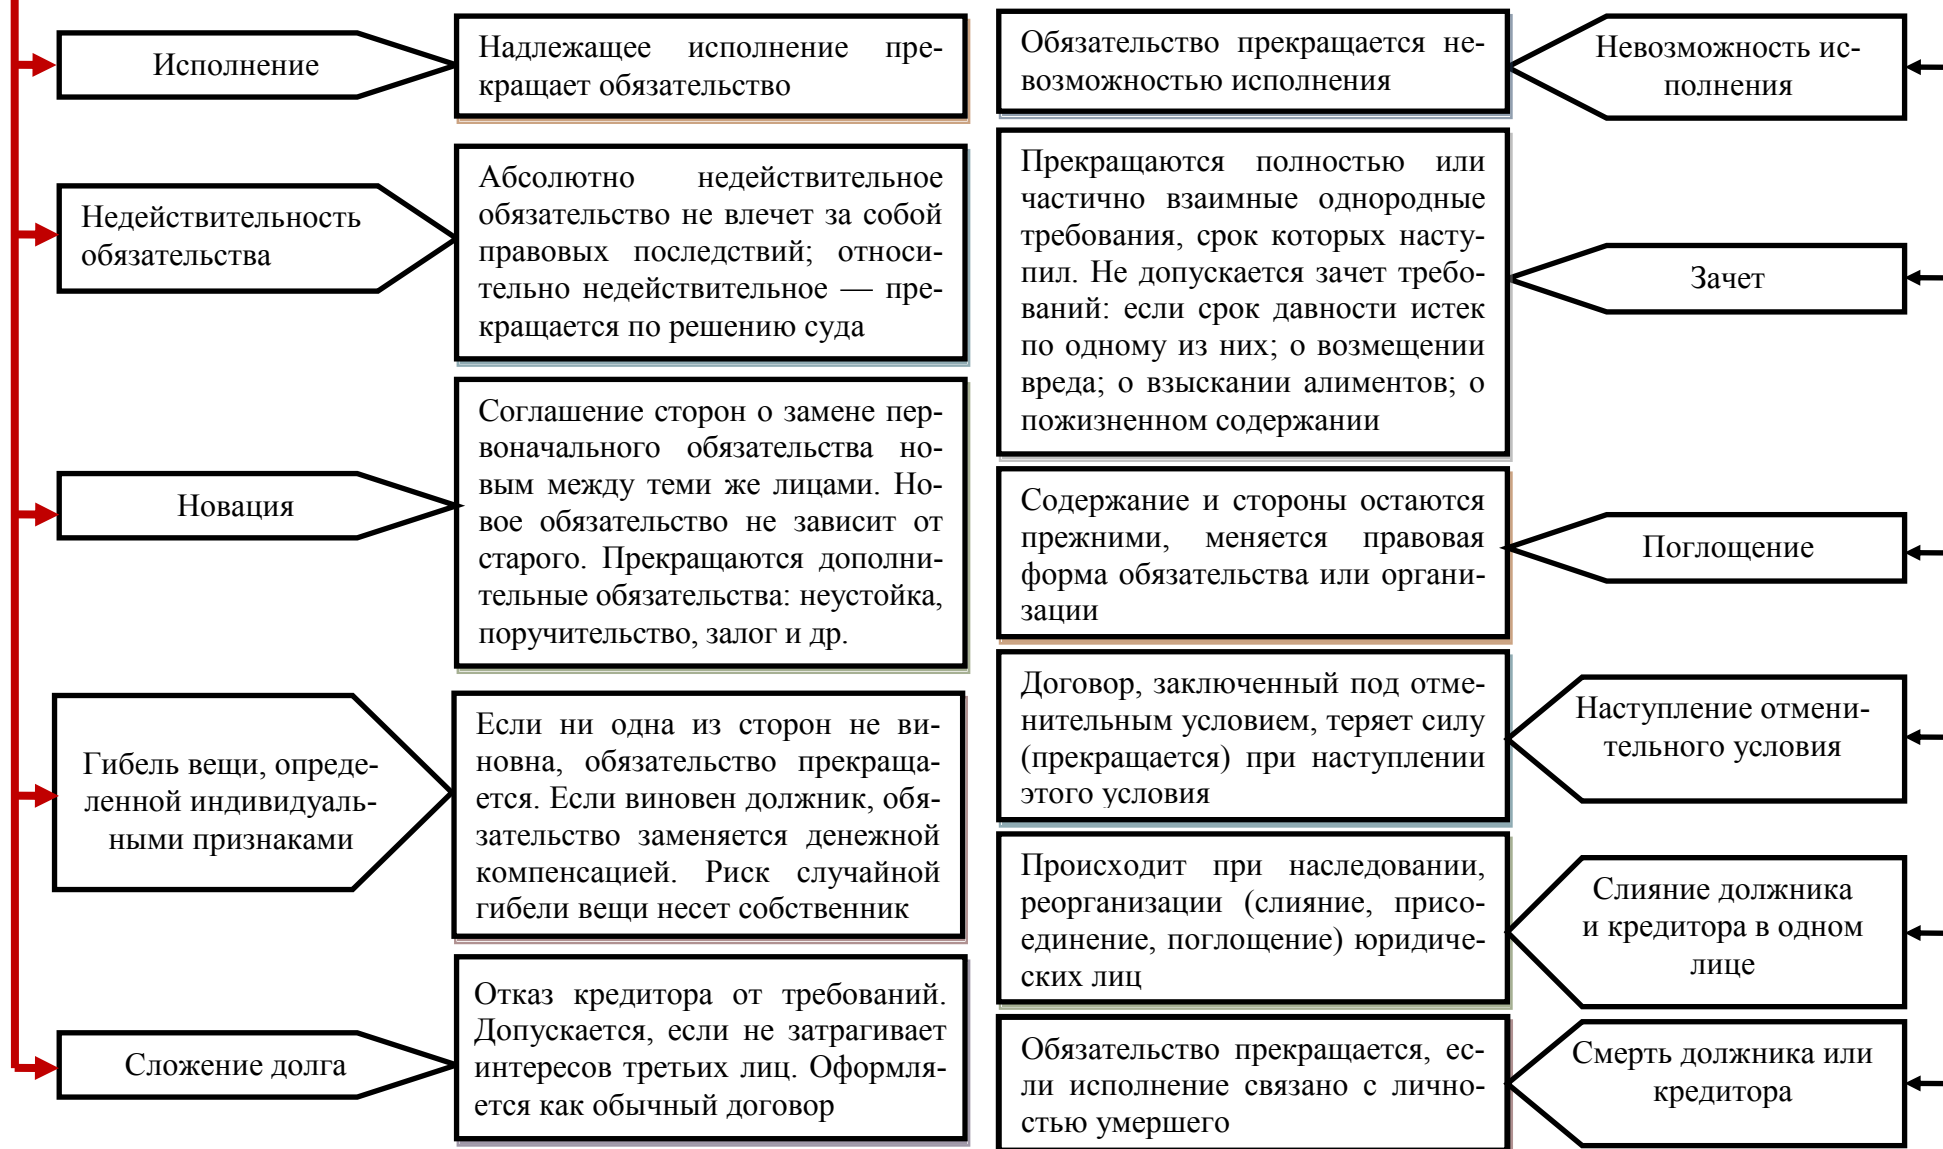 Исполнение
Надлежащее исполнение пре-
кращает обязательство
Недействительность
обязательства
Абсолютно недействительное
обязательство не влечет за собой
правовых последствий; относи-
тельно недействительное — пре-
кращается по решению суда
Новация
Соглашение сторон о замене пер-
воначального обязательства но-
вым между теми же лицами. Но-
вое обязательство не зависит от
старого. Прекращаются дополни-
тельные обязательства: неустойка,
поручительство, залог и др.
Гибель вещи, опреде-
ленной индивидуаль-
ными признаками
Если ни одна из сторон не ви-
новна, обязательство прекраща-
ется. Если виновен должник, обя-
зательство заменяется денежной
компенсацией. Риск случайной
гибели вещи несет собственник
Сложение долга
Отказ кредитора от требований.
Допускается, если не затрагивает
интересов третьих лиц. Оформля-
ется как обычный договор
Обязательство прекращается не-
возможностью исполнения
Невозможность ис-
полнения
Прекращаются полностью или
частично взаимные однородные
требования, срок которых насту-
пил. Не допускается зачет требо-
ваний: если срок давности истек
по одному из них; о возмещении
вреда; о взыскании алиментов; о
пожизненном содержании
Зачет
Содержание и стороны остаются
прежними, меняется правовая
форма обязательства или органи-
зации
Поглощение
Договор, заключенный под отме-
нительным условием, теряет силу
(прекращается) при наступлении
этого условия
Наступление отмени-
тельного условия
Происходит при наследовании,
реорганизации (слияние, присо-
единение, поглощение) юридиче-
ских лиц
Слияние должника
и кредитора в одном
лице
Обязательство прекращается, ес-
ли исполнение связано с лично-
стью умершего
Смерть должника или
кредитора